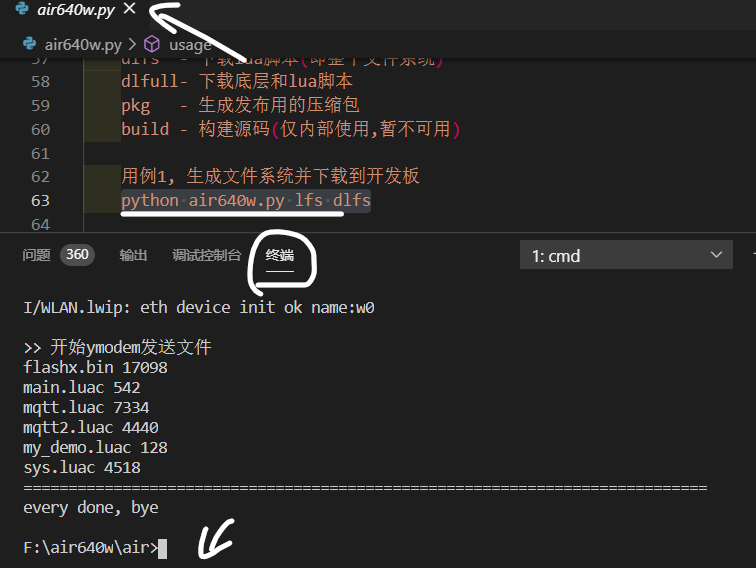 air640w.py ×
air640w.py > usage
57 dlfs - 下载lua脚本(即整个文件系统)
58 dlfull- 下载底层和lua脚本
59 pkg - 生成发布用的压缩包
60 build - 构建源码(仅内部使用,暂不可用)
61
62 用例1, 生成文件系统并下载到开发板
63 python air640w.py lfs dlfs
64
问题 360 输出 调试控制台 终端 1: cmd
I/WLAN.lwip: eth device init ok name:w0
>> 开始ymodem发送文件
flashx.bin 17098
main.luac 542
mqtt.luac 7334
mqtt2.luac 4440
my_demo.luac 128
sys.luac 4518
============================================================================
every done, bye
F:\air640w\air>